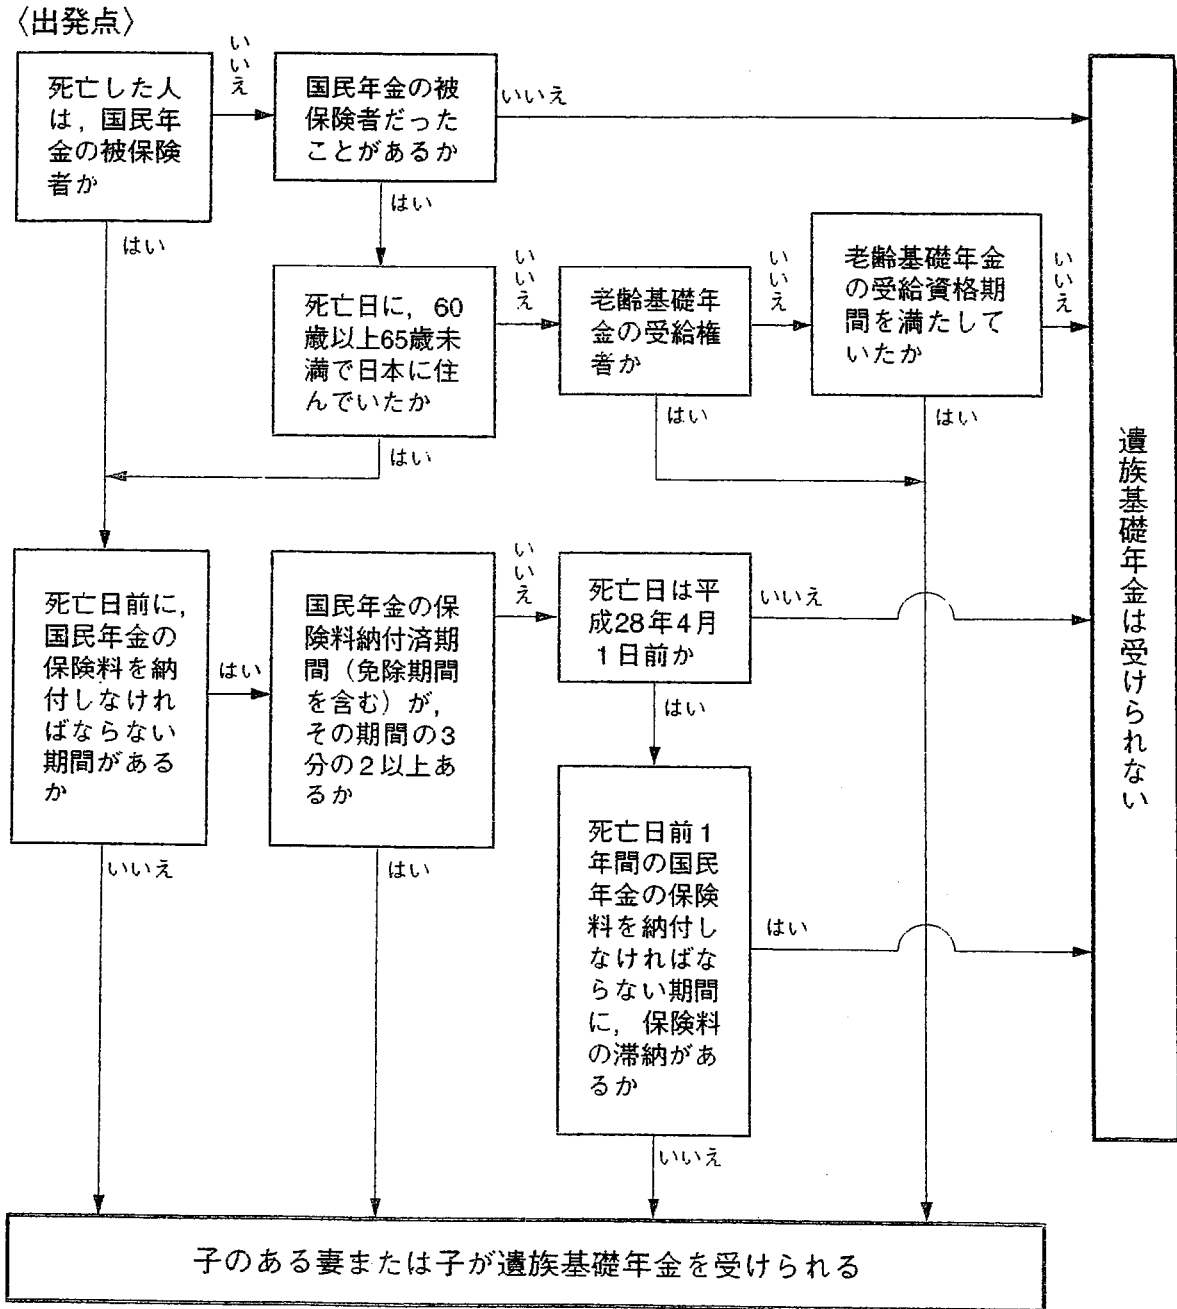 〈出発点〉
死亡した人
は，国民年
金の被保険
者か
いいえ
国民年金の被
保険者だった
ことがあるか
いいえ
はい
はい
死亡日に，60
歳以上65歳未
満で日本に住
んでいたか
いいえ
老齢基礎年
金の受給権
者か
いいえ
老齢基礎年金
の受給資格期
間を満たして
いたか
いいえ
はい
はい
はい
遺族基礎年金は受けられない
死亡日前に，
国民年金の
保険料を納
付しなけれ
ばならない
期間がある
か
はい
国民年金の保
険料納付済期
間（免除期間
を含む）が，
その期間の3
分の2以上あ
るか
いいえ
死亡日は平
成28年4月
1日前か
いいえ
はい
死亡日前1
年間の国民
年金の保険
料を納付し
なければな
らない期間
に，保険料
の滞納があ
るか
はい
いいえ
はい
いいえ
子のある妻または子が遺族基礎年金を受けられる